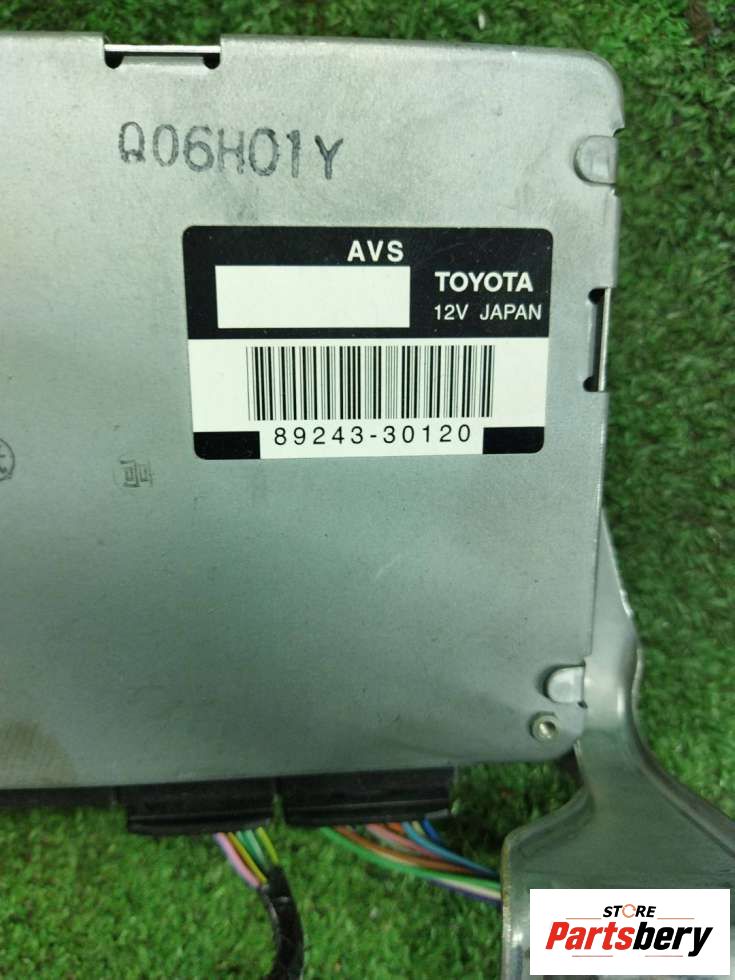 Q06H01Y
AVS
TOYOTA
12V JAPAN
89243-30120
STORE
Partsbery